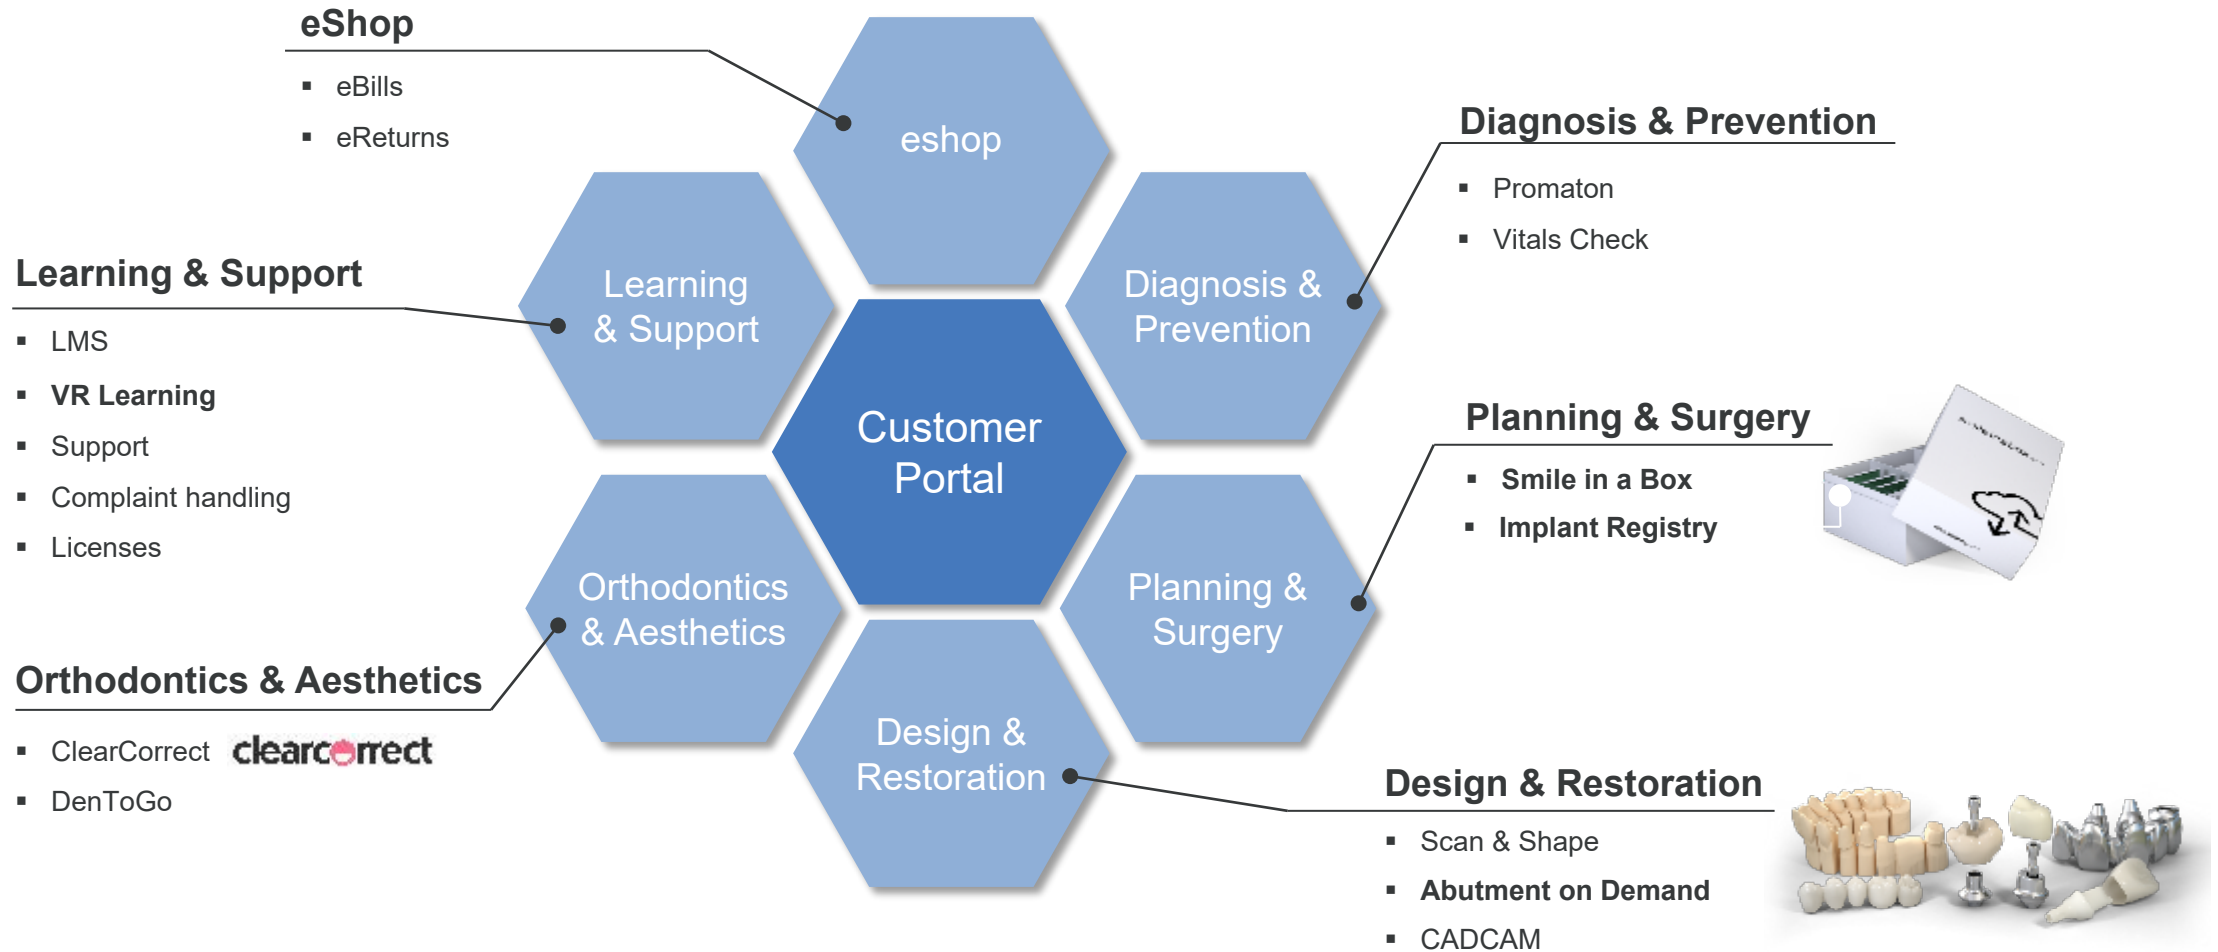 eShop
▪ eBills
▪ eReturns
eshop
Diagnosis & Prevention
▪ Promaton
▪ Vitals Check
Learning & Support
▪ LMS
▪ VR Learning
▪ Support
▪ Complaint handling
▪ Licenses
Learning
& Support
Diagnosis &
Prevention
Customer
Portal
Planning & Surgery
▪ Smile in a Box
▪ Implant Registry
Orthodontics
& Aesthetics
Planning &
Surgery
Orthodontics & Aesthetics
▪ ClearCorrect
clearcorrect
▪ DenToGo
Design &
Restoration
Design & Restoration
▪ Scan & Shape
▪ Abutment on Demand
▪ CADCAM